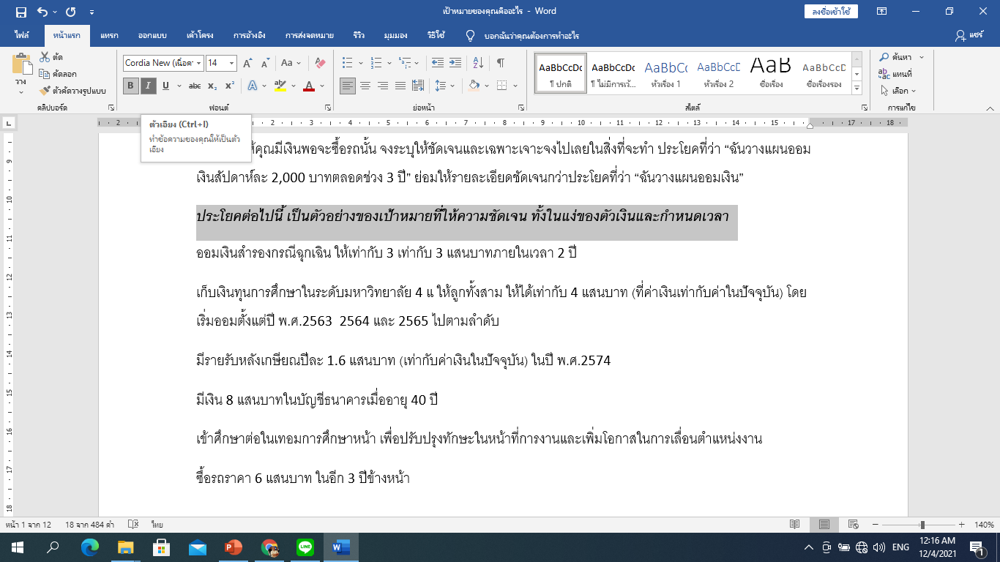 เป้าหมายของคุณคืออะไร - Word
ลงชื่อเข้าใช้
ไฟล์ หน้าแรก แทรก ออกแบบ เค้าโครง การอ้างอิง การส่งจดหมาย รีวิว มุมมอง วิธีใช้ บอกฉันว่าคุณต้องการทำอะไร แชร์
วาง
ตัด
คัดลอก
ตัวคัดวางรูปแบบ
คลิปบอร์ด
Cordia New (เนื้อคว 14
B I U abc x₂ x²
ฟอนต์
ย่อหน้า
AaBbCcDc AaBbCcDc AaBbCc AaBbCcD AaB AaBbCcD
¶ ปกติ ¶ ไม่มีการเว้... หัวเรื่อง 1 หัวเรื่อง 2 ชื่อเรื่อง ชื่อเรื่องรอง
สไตล์
ค้นหา
แทนที่
เลือก
การแก้ไข
ตัวเอียง (Ctrl+I)
ทำข้อความของคุณให้เป็นตัว
เอียง
ห้คุณมีเงินพอจะซื้อรถนั้น จงระบุให้ชัดเจนและเฉพาะเจาะจงไปเลยในสิ่งที่จะทำ ประโยคที่ว่า “ฉันวางแผนออม
เงินสัปดาห์ละ 2,000 บาทตลอดช่วง 3 ปี” ย่อมให้รายละเอียดชัดเจนกว่าประโยคที่ว่า “ฉันวางแผนออมเงิน”
ประโยคต่อไปนี้ เป็นตัวอย่างของเป้าหมายที่ให้ความชัดเจน ทั้งในแง่ของตัวเงินและกำหนดเวลา
ออมเงินสำรองกรณีฉุกเฉิน ให้เท่ากับ 3 เท่ากับ 3 แสนบาทภายในเวลา 2 ปี
เก็บเงินทุนการศึกษาในระดับมหาวิทยาลัย 4 แ ให้ลูกทั้งสาม ให้ได้เท่ากับ 4 แสนบาท (ที่ค่าเงินเท่ากับค่าในปัจจุบัน) โดย
เริ่มออมตั้งแต่ปี พ.ศ.2563  2564 และ 2565 ไปตามลำดับ
มีรายรับหลังเกษียณปีละ 1.6 แสนบาท (เท่ากับค่าเงินในปัจจุบัน) ในปี พ.ศ.2574
มีเงิน 8 แสนบาทในบัญชีธนาคารเมื่ออายุ 40 ปี
เข้าศึกษาต่อในเทอมการศึกษาหน้า เพื่อปรับปรุงทักษะในหน้าที่การงานและเพิ่มโอกาสในการเลื่อนตำแหน่งงาน
ซื้อรถราคา 6 แสนบาท ในอีก 3 ปีข้างหน้า
หน้า 1 จาก 12 18 จาก 484 คำ ไทย 140%
ENG 12:16 AM
12/4/2021